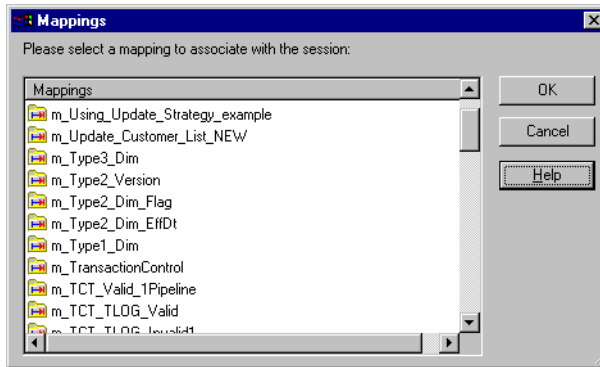 Mappings
Please select a mapping to associate with the session:
Mappings
m_Using_Update_Strategy_example
m_Update_Customer_List_NEW
m_Type3_Dim
m_Type2_Version
m_Type2_Dim_Flag
m_Type2_Dim_EffDt
m_Type1_Dim
m_TransactionControl
m_TCT_Valid_1Pipeline
m_TCT_TLOG_Valid
m_TCT_TLOG_Invalid1
OK
Cancel
Help